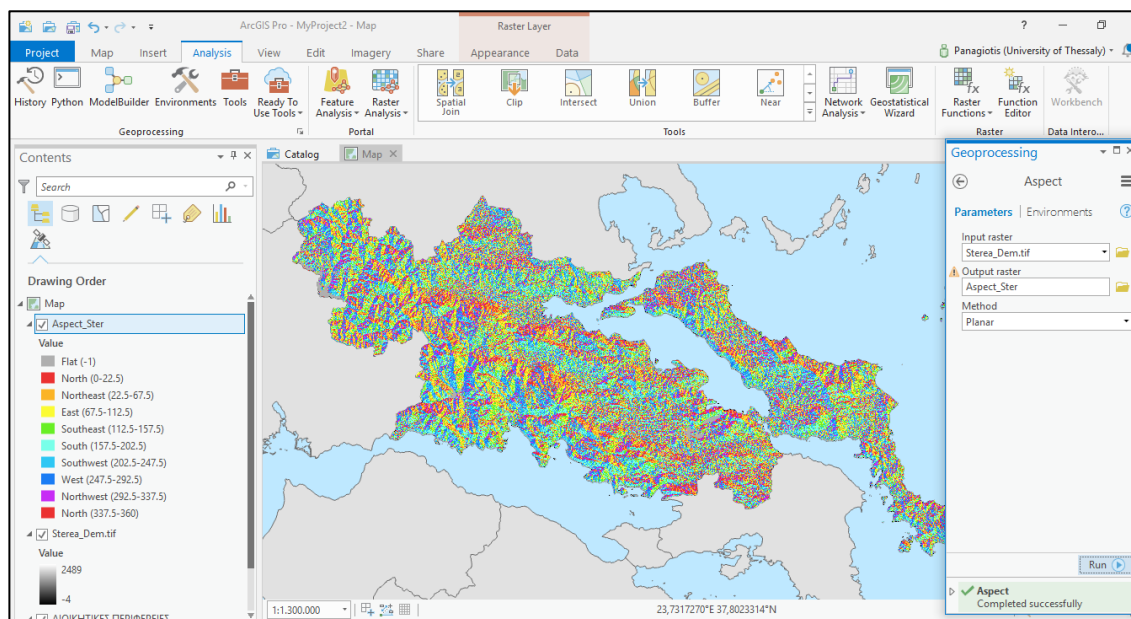 ArcGIS Pro - MyProject2 - Map
Raster Layer
?
Project
Map
Insert
Analysis
View
Edit
Imagery
Share
Appearance
Data
Panagiotis (University of Thessaly)
History
Python
ModelBuilder
Environments
Tools
Ready To
Use Tools
Feature
Analysis
Raster
Analysis
Spatial
Join
Clip
Intersect
Union
Buffer
Near
Network
Analysis
Geostatistical
Wizard
Raster
Functions
Function
Editor
Workbench
Geoprocessing
Portal
Tools
Raster
Data Intero...
Contents
Search
Drawing Order
Map
Aspect_Ster
Value
Flat (-1)
North (0-22.5)
Northeast (22.5-67.5)
East (67.5-112.5)
Southeast (112.5-157.5)
South (157.5-202.5)
Southwest (202.5-247.5)
West (247.5-292.5)
Northwest (292.5-337.5)
North (337.5-360)
Sterea_Dem.tif
Value
2489
-4
ΔΙΟΙΚΗΤΙΚΕΣ ΠΕΡΙΦΕΡΕΙΕΣ
Catalog
Map
1:1.300.000
23,7317270°E 37,8023314°N
Geoprocessing
Aspect
Parameters
Environments
?
Input raster
Sterea_Dem.tif
Output raster
Aspect_Ster
Method
Planar
Run
Aspect
Completed successfully